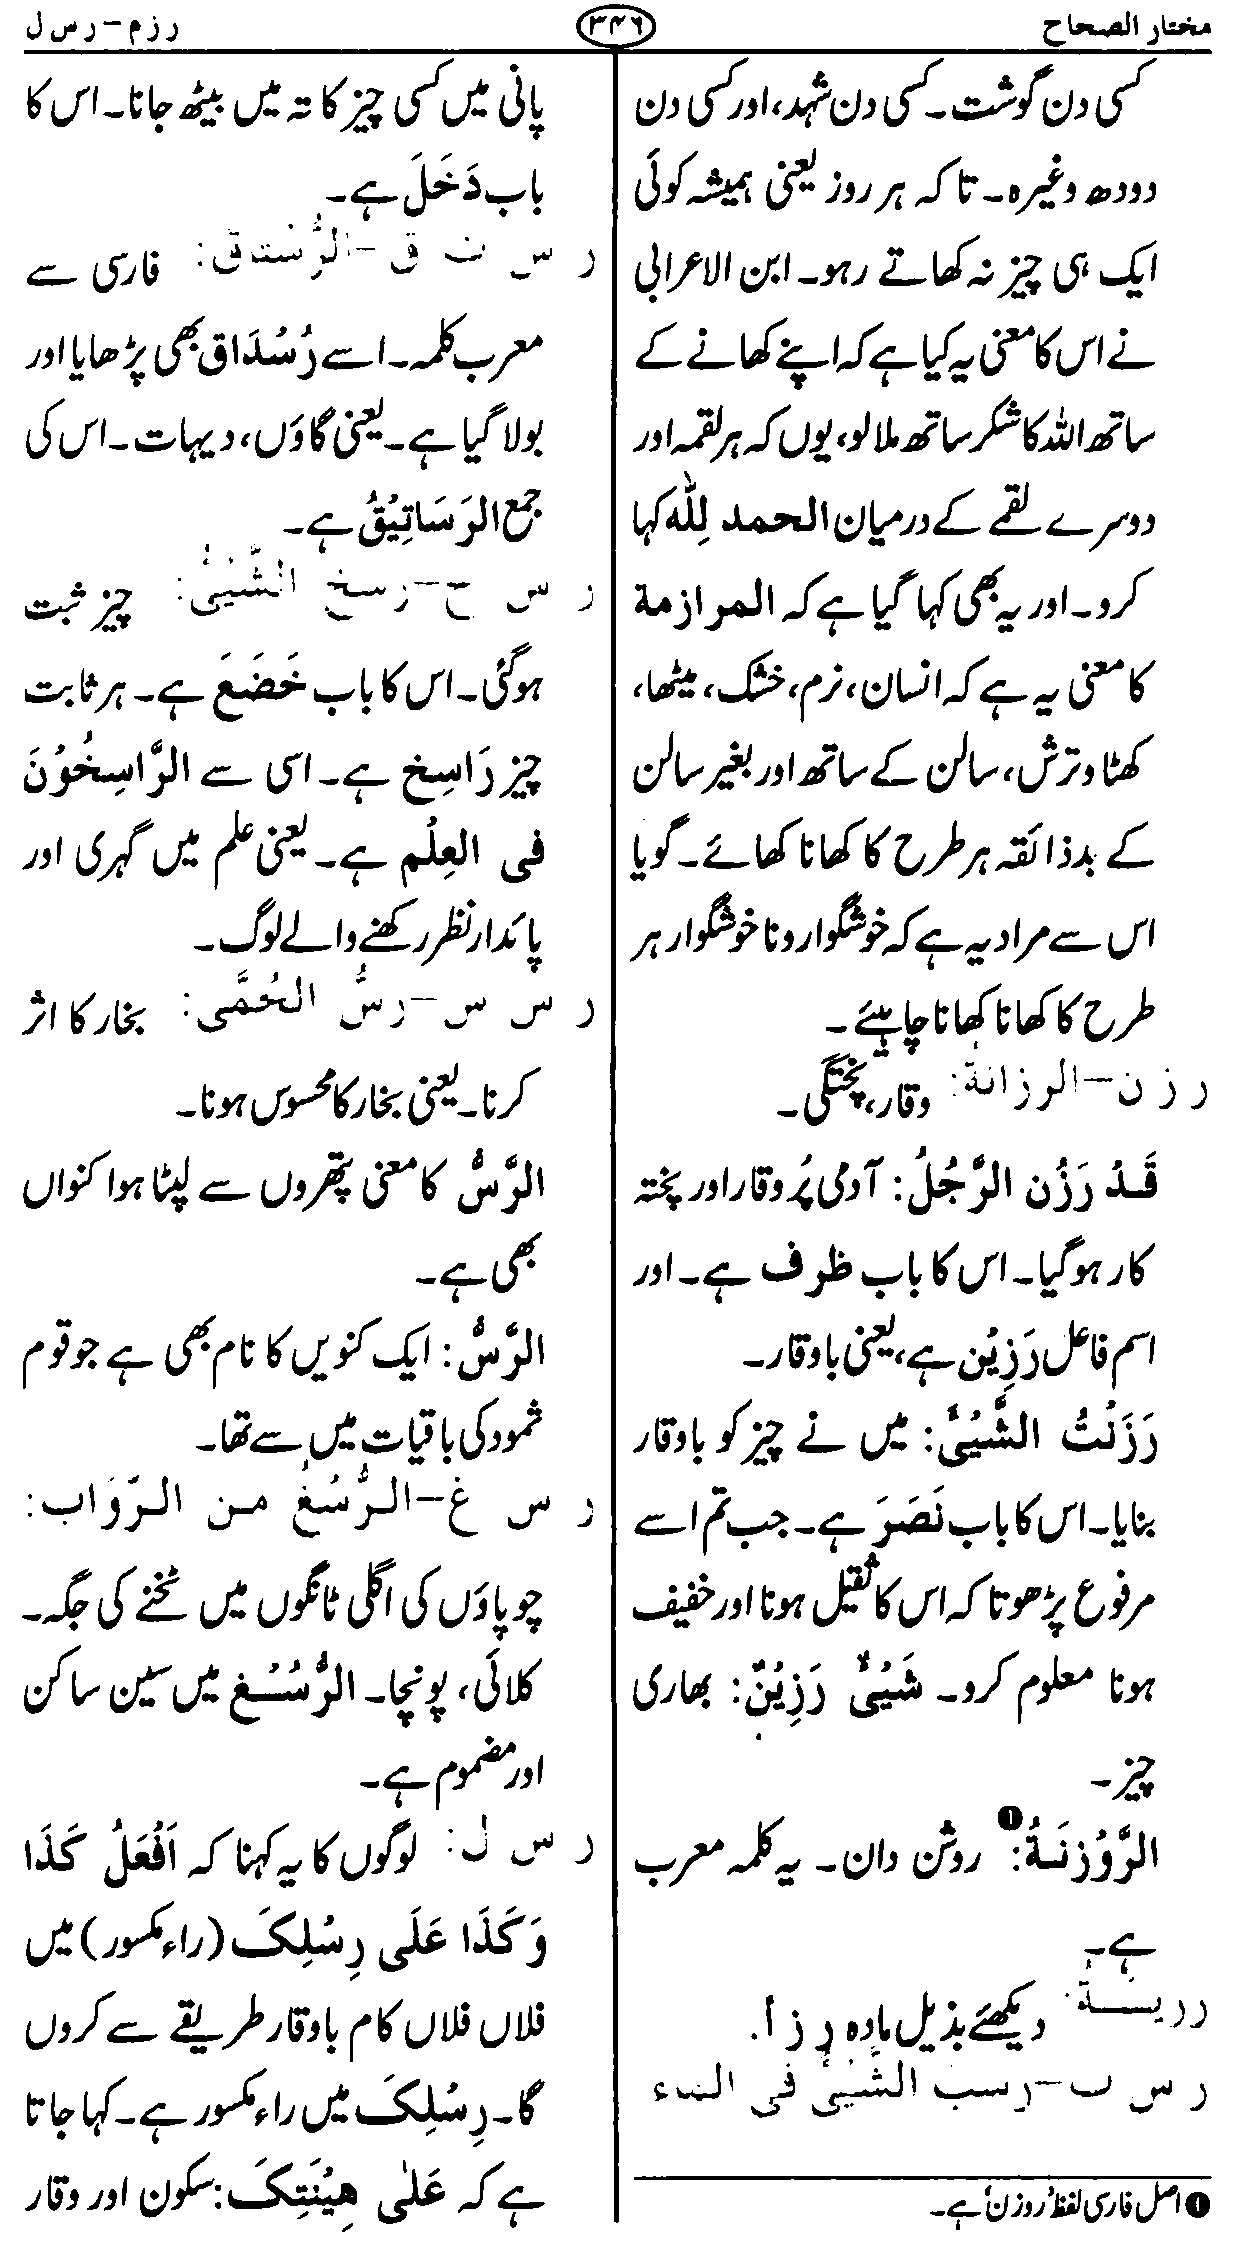 مختار الصحاح
۳۴۶
رزم – رس ل
کسی دن گوشت۔ کسی دن شہد، اور کسی دن
دودھ وغیرہ۔ تاکہ ہر روز یعنی ہمیشہ کوئی
ایک ہی چیز نہ کھاتے رہو۔ ابن الاعرابی
نے اس کا معنی یہ کیا ہے کہ اپنے کھانے کے
ساتھ اللہ کا شکر ساتھ ملا لو، یوں کہ ہر لقمہ اور
دوسرے لقمے کے درمیان الحمد لِلّٰہ کہا
کرو۔ اور یہ بھی کہا گیا ہے کہ المرازمة
کا معنی یہ ہے کہ انسان، نرم، خشک، میٹھا،
کھٹا و ترش، سالن کے ساتھ اور بغیر سالن
کے بدذائقہ ہر طرح کا کھانا کھائے۔ گویا
اس سے مراد یہ ہے کہ خوشگوار و ناخوشگوار ہر
طرح کا کھانا کھانا چاہیئے۔
ر ز ن – الرزانة: وقار، پختگی۔
قَدْ رَزُن الرَّجُلُ: آدمی پُر وقار اور پختہ
کار ہو گیا۔ اس کا باب ظرف ہے۔ اور
اسم فاعل رَزِیْن ہے، یعنی باوقار۔
رَزَنْتُ الشَّیْئَ: میں نے چیز کو باوقار
بنایا۔ اس کا باب نَصَرَ ہے۔ جب تم اسے
مرفوع پڑھو تا کہ اس کا ثقیل ہونا اور خفیف
ہونا معلوم کرو۔ شَیْئٌ رَزِیْنٌ: بھاری
چیز۔
الرَّوْزنَةُ❶: روشن دان۔ یہ کلمہ معرب
ہے۔
دیکھئے بذیل مادہ ر ز أ.
ر س ب – رسب الشَّیْئُ فی الماء
❶ اصل فارسی لفظ 'روزن' ہے۔
پانی میں کسی چیز کا تہ میں بیٹھ جانا۔ اس کا
باب دَخَلَ ہے۔
ر س ت ق – الرُّسْتاق: فارسی سے
معرب کلمہ۔ اسے رُسْدَاق بھی پڑھایا اور
بولا گیا ہے۔ یعنی گاؤں، دیہات۔ اس کی
جمع الرَسَاتِیْقُ ہے۔
ر س خ – رسخ الشَّیْئُ: چیز ثبت
ہو گئی۔ اس کا باب خَضَعَ ہے۔ ہر ثابت
چیز رَاسِخ ہے۔ اسی سے الرَّاسِخُوْنَ
فی العِلْم ہے۔ یعنی علم میں گہری اور
پائدار نظر رکھنے والے لوگ۔
ر س س – رسُّ الحُمَّی: بخار کا اثر
کرنا۔ یعنی بخار کا محسوس ہونا۔
الرَّسُّ کا معنی پتھروں سے لپٹا ہوا کنواں
بھی ہے۔
الرَّسُّ: ایک کنویں کا نام بھی ہے جو قوم
ثمود کی باقیات میں سے تھا۔
ر س غ – الرُّسْغُ من الرَّوَاب:
چوپاؤں کی اگلی ٹانگوں میں ٹخنے کی جگہ۔
کلائی، پونچا۔ الرُّسْغ میں سین ساکن
اور مضموم ہے۔
ر س ل: لوگوں کا یہ کہنا کہ اَفْعَلُ کَذَا
وَکَذَا عَلَی رِسْلِکَ (راء مکسور) میں
فلاں فلاں کام باوقار طریقے سے کروں
گا۔ رِسْلِکَ میں راء مکسور ہے۔ کہا جاتا
ہے کہ عَلٰی ھِیْنَتِکَ: سکون اور وقار